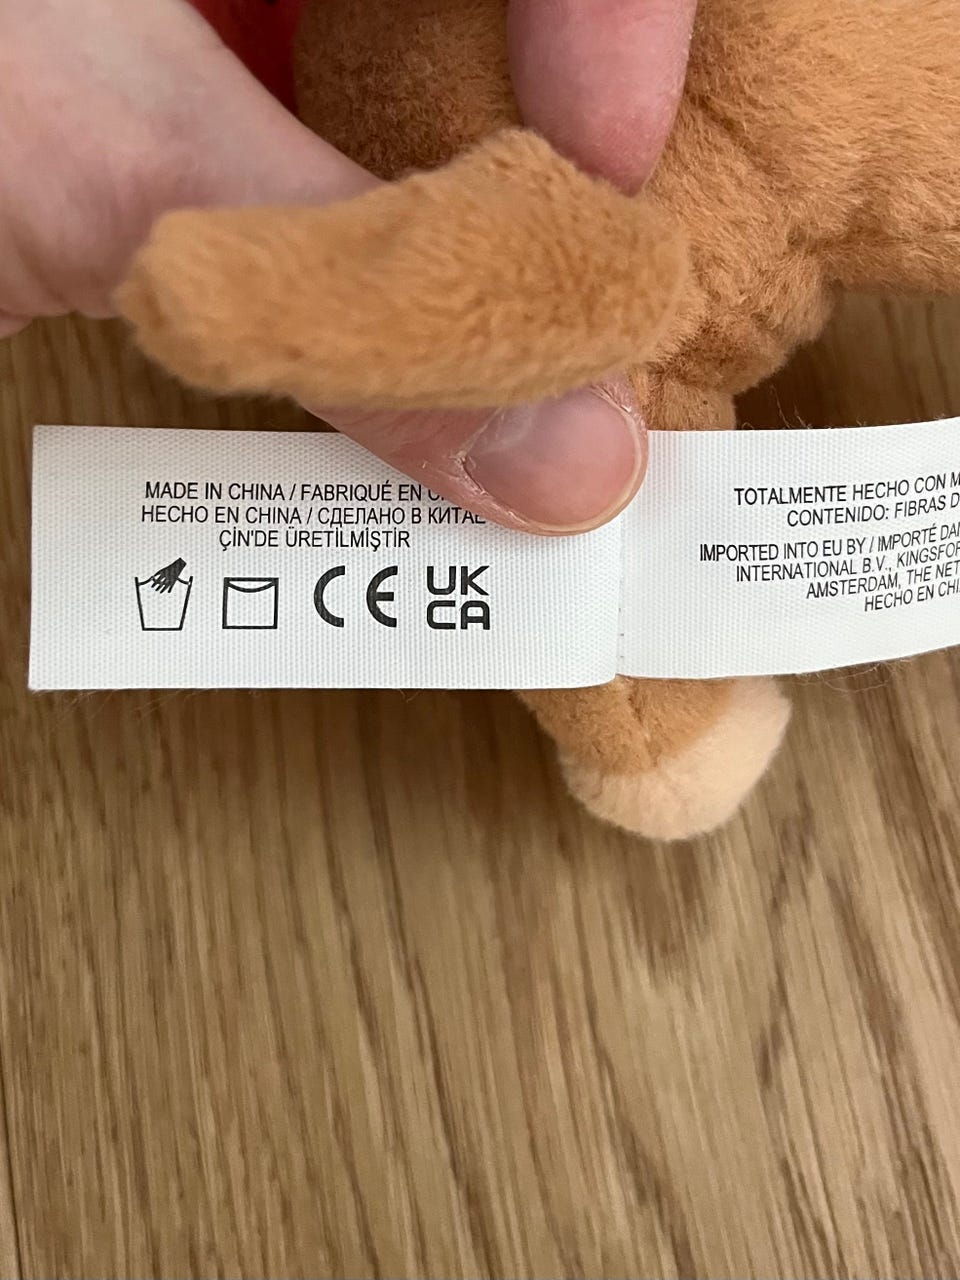 MADE IN CHINA / FABRIQUÉ EN
HECHO EN CHINA / СДЕЛАНО В КИТАЕ
ÇİN'DE ÜRETİLMİŞTİR
CE
UK
CA
TOTALMENTE HECHO CON
CONTENIDO: FIBRAS
IMPORTED INTO EU BY / IMPORTÉ
INTERNATIONAL B.V.,
AMSTERDAM, THE
HECHO EN